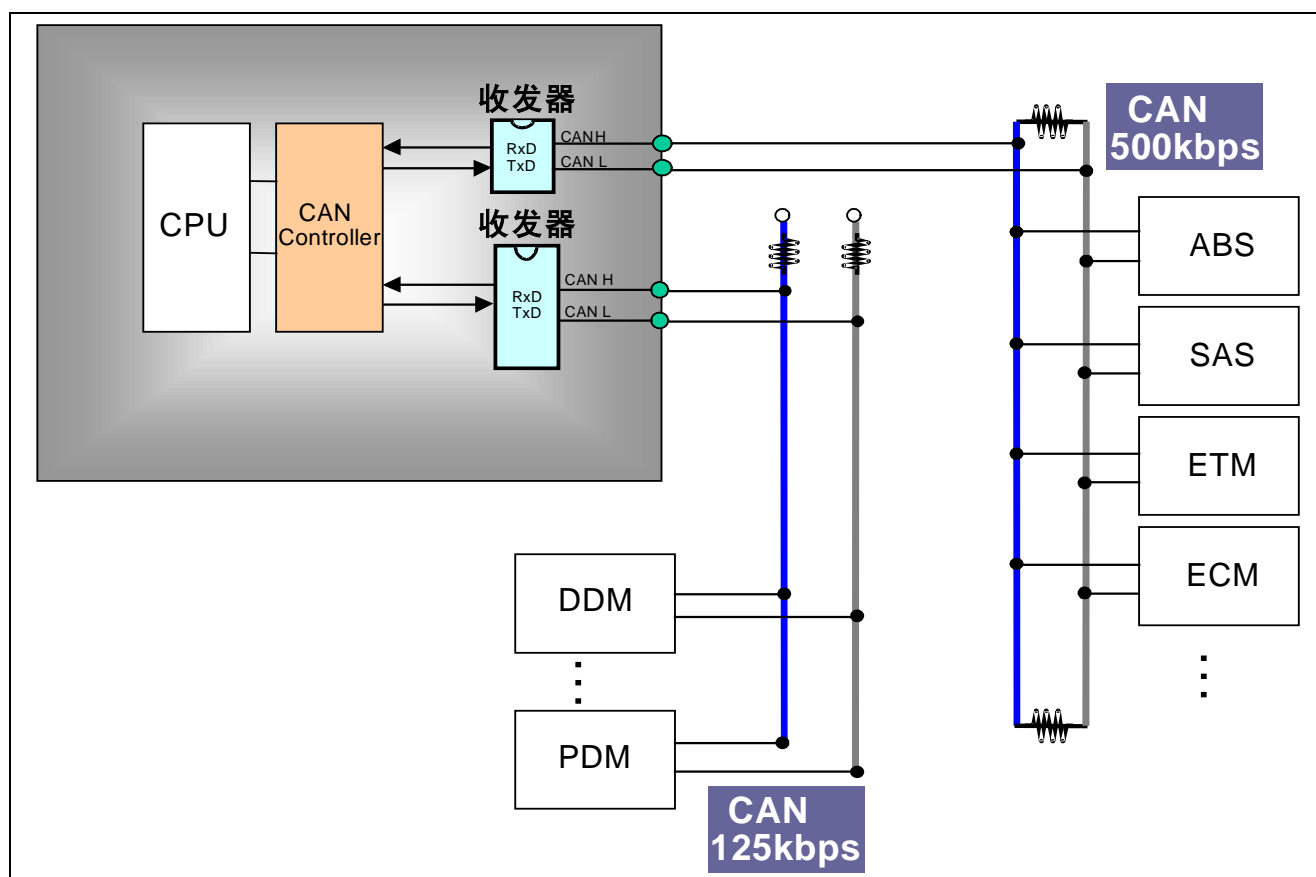 收发器
CANH
RxD
TxD
CAN L
CPU
CAN
Controller
收发器
CAN H
RxD
TxD
CAN L
CAN
500kbps
ABS
SAS
ETM
ECM
DDM
PDM
CAN
125kbps